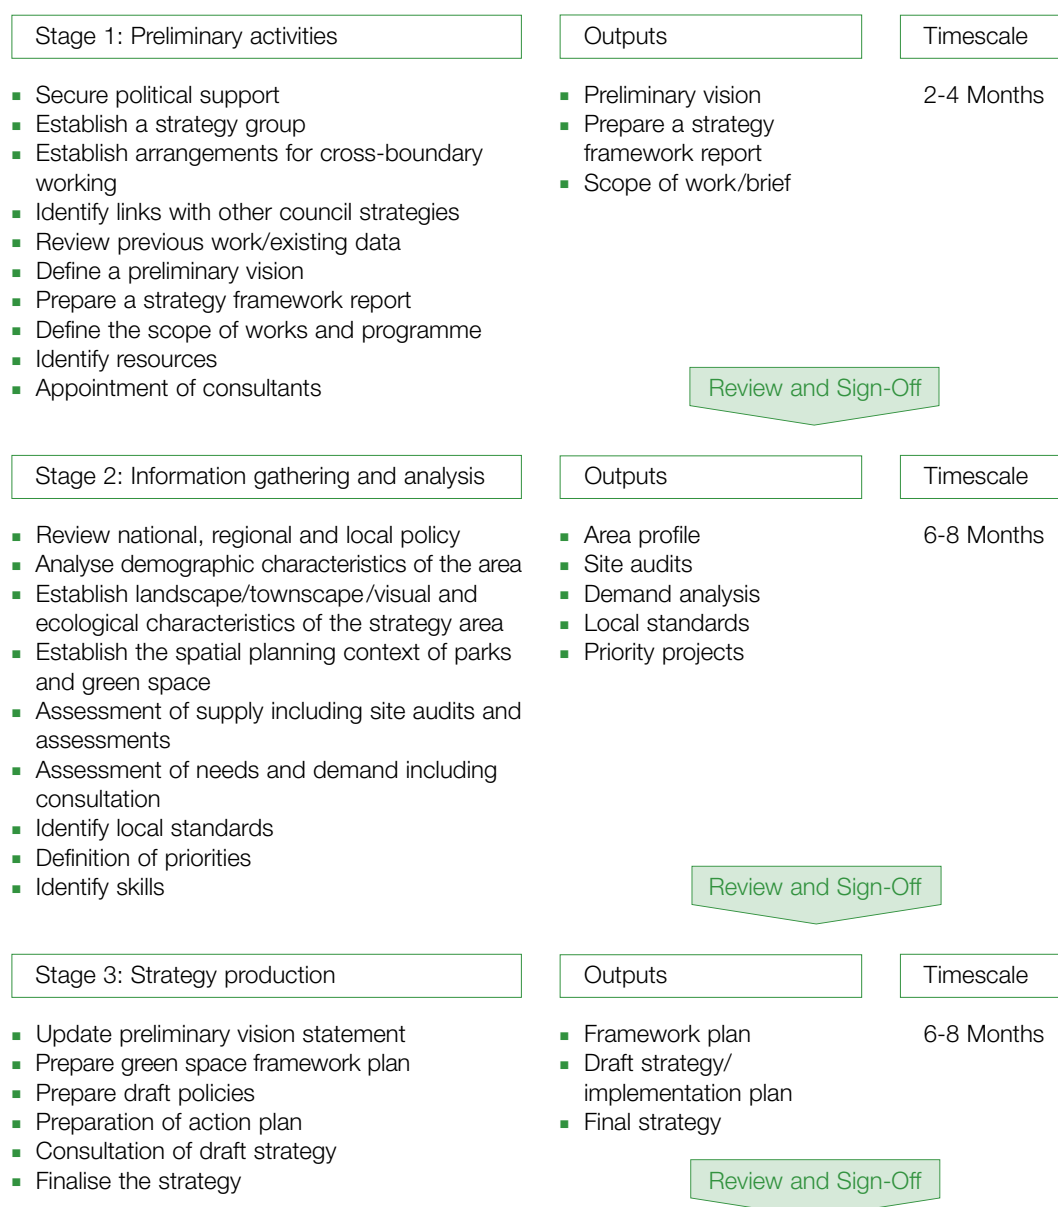 Stage 1: Preliminary activities
Outputs
Timescale
Secure political support
Establish a strategy group
Establish arrangements for cross-boundary
working
Identify links with other council strategies
Review previous work/existing data
Define a preliminary vision
Prepare a strategy framework report
Define the scope of works and programme
Identify resources
Appointment of consultants
Preliminary vision
Prepare a strategy
framework report
Scope of work/brief
2-4 Months
Review and Sign-Off
Stage 2: Information gathering and analysis
Outputs
Timescale
Review national, regional and local policy
Analyse demographic characteristics of the area
Establish landscape/townscape/visual and
ecological characteristics of the strategy area
Establish the spatial planning context of parks
and green space
Assessment of supply including site audits and
assessments
Assessment of needs and demand including
consultation
Identify local standards
Definition of priorities
Identify skills
Area profile
Site audits
Demand analysis
Local standards
Priority projects
6-8 Months
Review and Sign-Off
Stage 3: Strategy production
Outputs
Timescale
Update preliminary vision statement
Prepare green space framework plan
Prepare draft policies
Preparation of action plan
Consultation of draft strategy
Finalise the strategy
Framework plan
Draft strategy/
implementation plan
Final strategy
6-8 Months
Review and Sign-Off